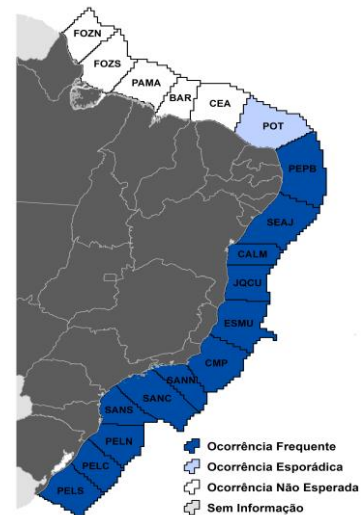 FOZN
FOZS
PAMA
BAR
CEA
POT
PEPB
SEAJ
CALM
JQCU
ESMU
CMP
SANN
SANC
SANS
PELN
PELC
PELS
Ocorrência Frequente
Ocorrência Esporádica
Ocorrência Não Esperada
Sem Informação